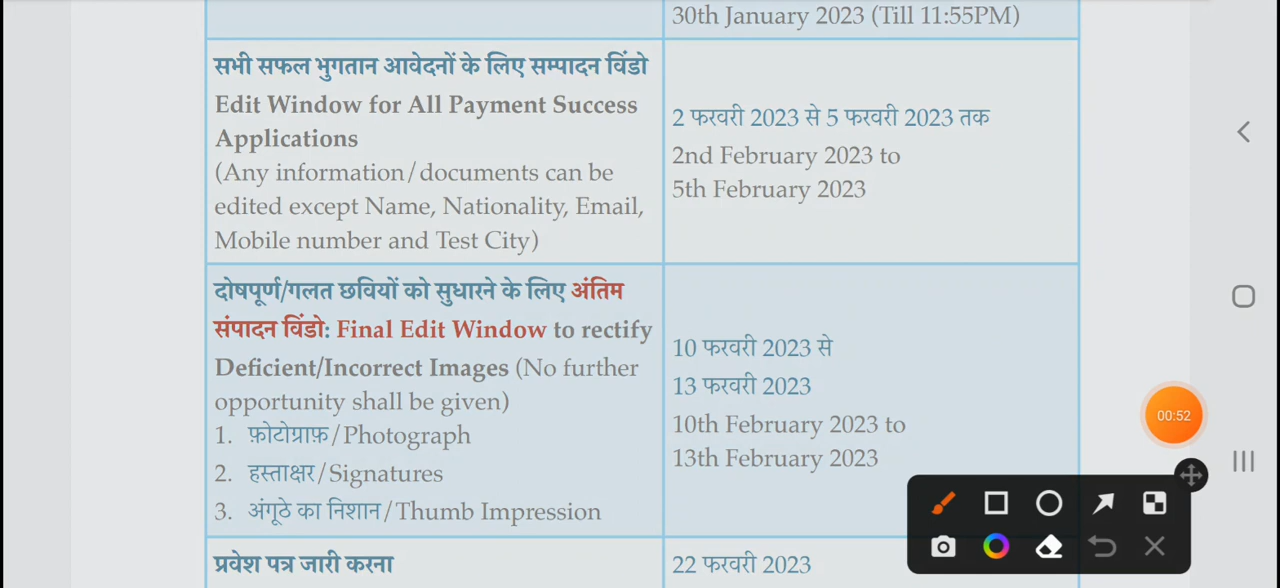 30th January 2023 (Till 11:55PM)
सभी सफल भुगतान आवेदनों के लिए सम्पादन विंडो
Edit Window for All Payment Success
Applications
(Any information/documents can be
edited except Name, Nationality, Email,
Mobile number and Test City)
2 फरवरी 2023 से 5 फरवरी 2023 तक
2nd February 2023 to
5th February 2023
दोषपूर्ण/गलत छवियों को सुधारने के लिए अंतिम
संपादन विंडो: Final Edit Window to rectify
Deficient/Incorrect Images (No further
opportunity shall be given)
1. फ़ोटोग्राफ़/Photograph
2. हस्ताक्षर/Signatures
3. अंगूठे का निशान/Thumb Impression
10 फरवरी 2023 से
13 फरवरी 2023
10th February 2023 to
13th February 2023
प्रवेश पत्र जारी करना
22 फरवरी 2023
00:52